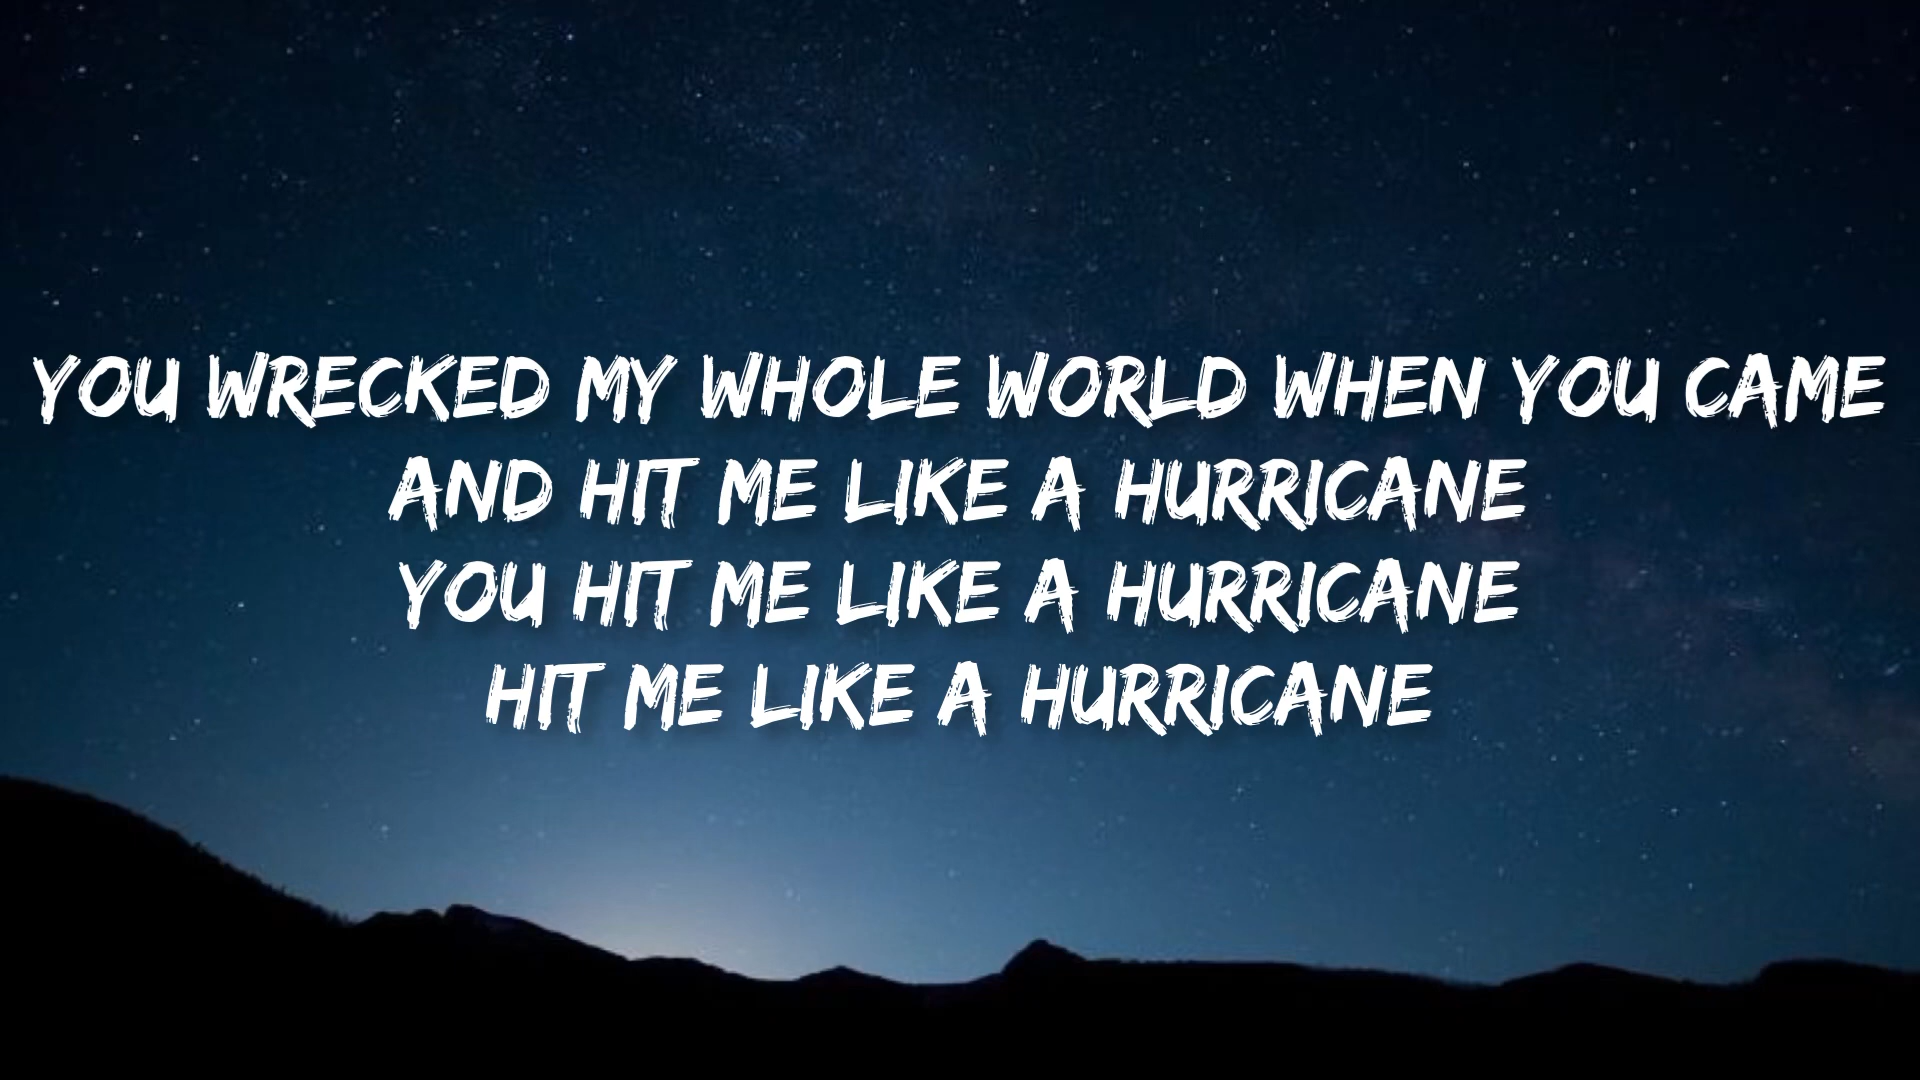 YOU WRECKED MY WHOLE WORLD WHEN YOU CAME
AND HIT ME LIKE A HURRICANE
YOU HIT ME LIKE A HURRICANE
HIT ME LIKE A HURRICANE